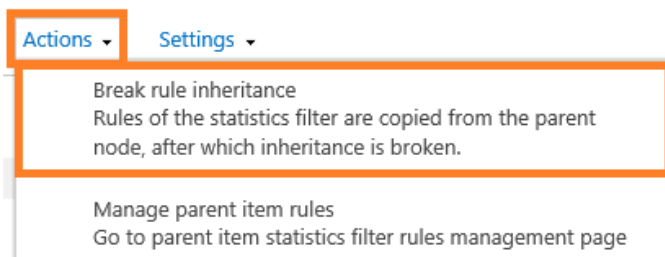 Actions Settings
Break rule inheritance
Rules of the statistics filter are copied from the parent
node, after which inheritance is broken.
Manage parent item rules
Go to parent item statistics filter rules management page